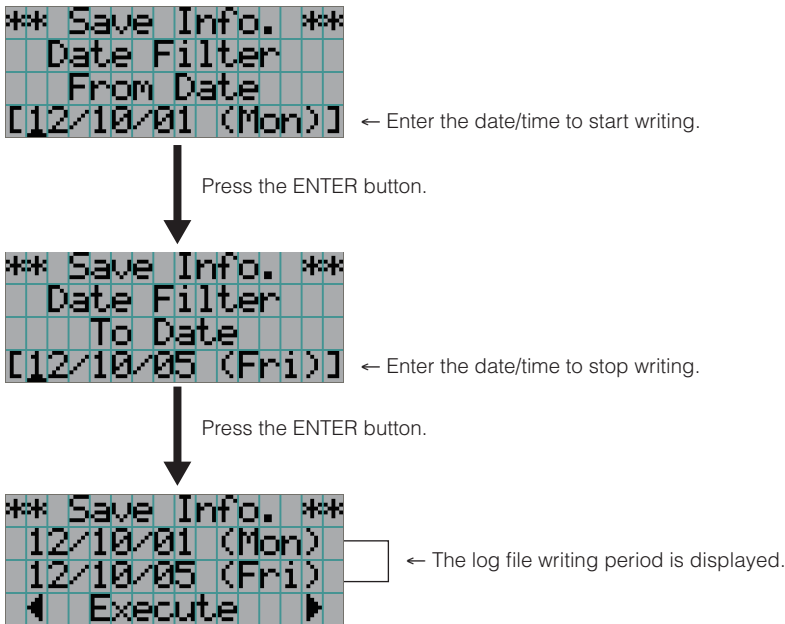 ** Save Info. **
Date Filter
From Date
[12/10/01 (Mon)]
← Enter the date/time to start writing.
Press the ENTER button.
** Save Info. **
Date Filter
To Date
[12/10/05 (Fri)]
← Enter the date/time to stop writing.
Press the ENTER button.
** Save Info. **
12/10/01 (Mon)
12/10/05 (Fri)
← The log file writing period is displayed.
◀ Execute ▶